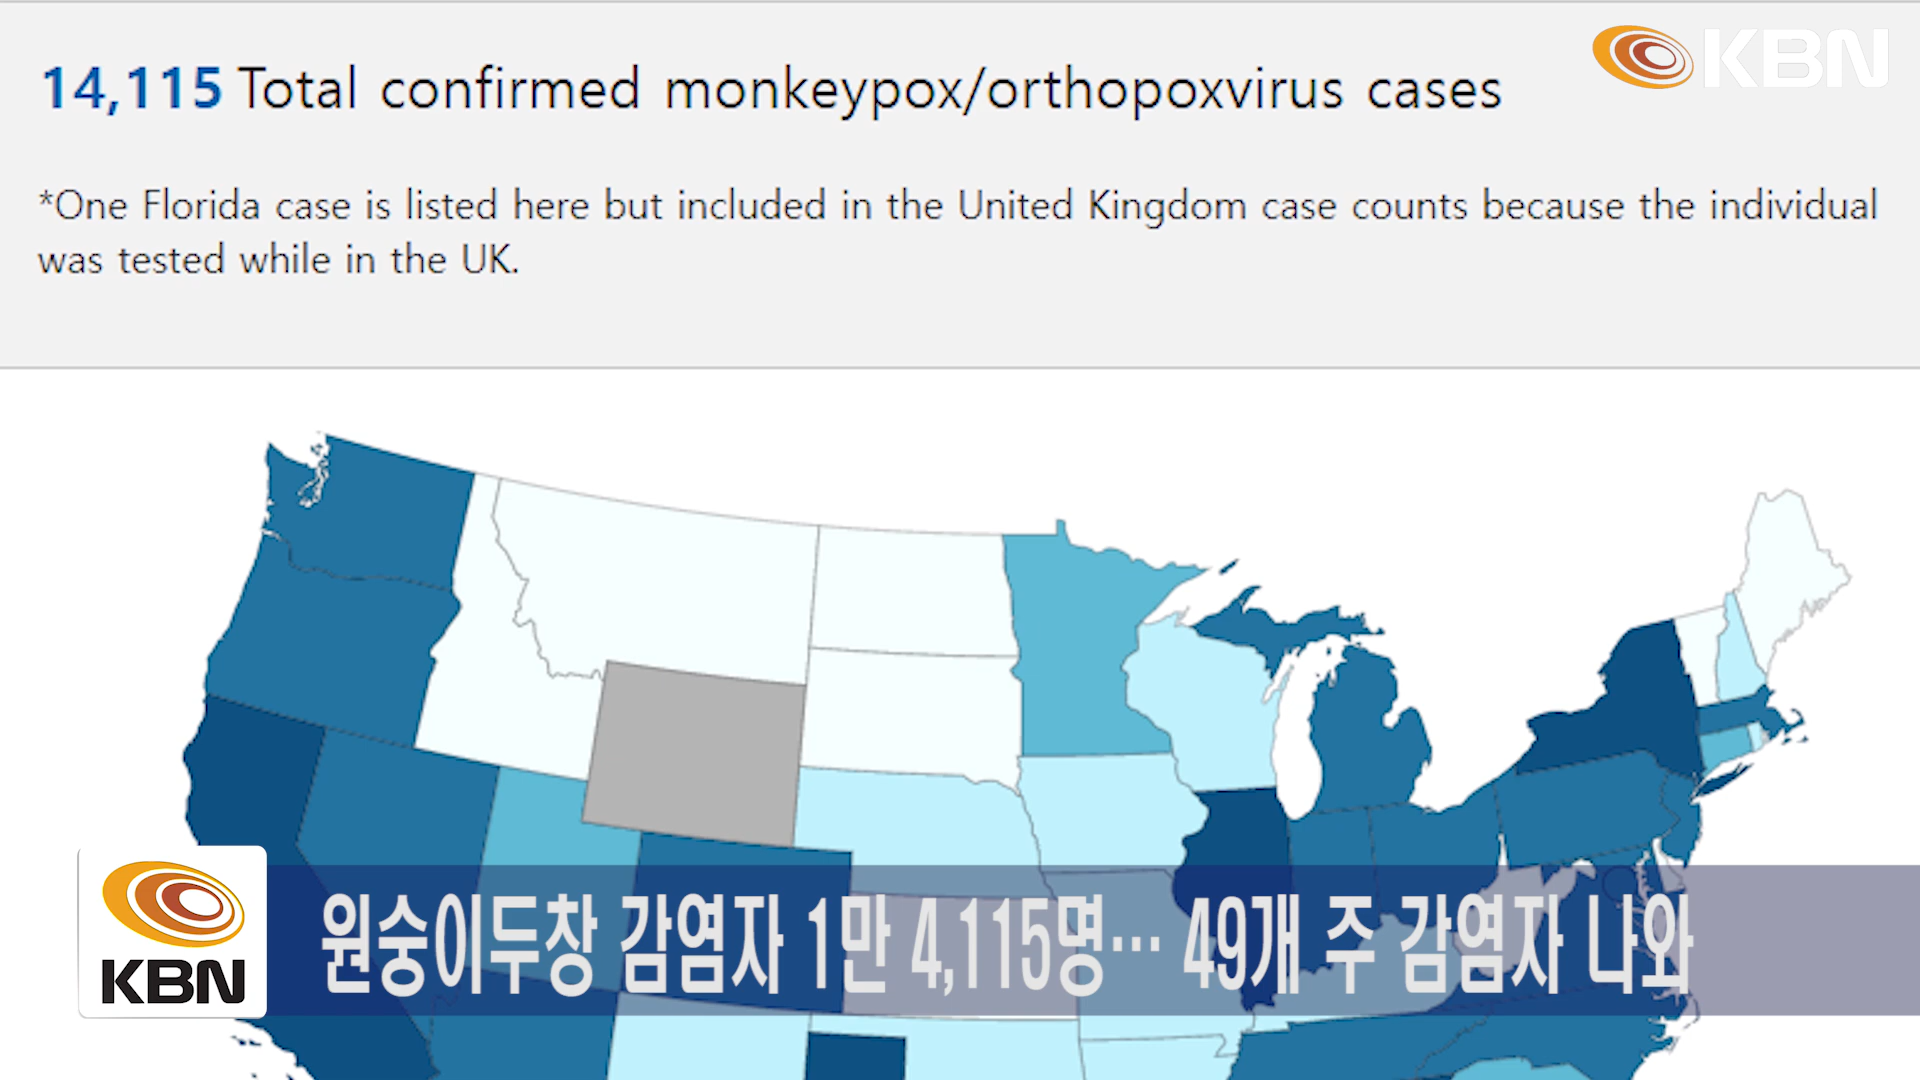 14,115 Total confirmed monkeypox/orthopoxvirus cases
KBN
*One Florida case is listed here but included in the United Kingdom case counts because the individual
was tested while in the UK.
KBN
원숭이두창 감염자 1만 4,115명… 49개 주 감염자 나와